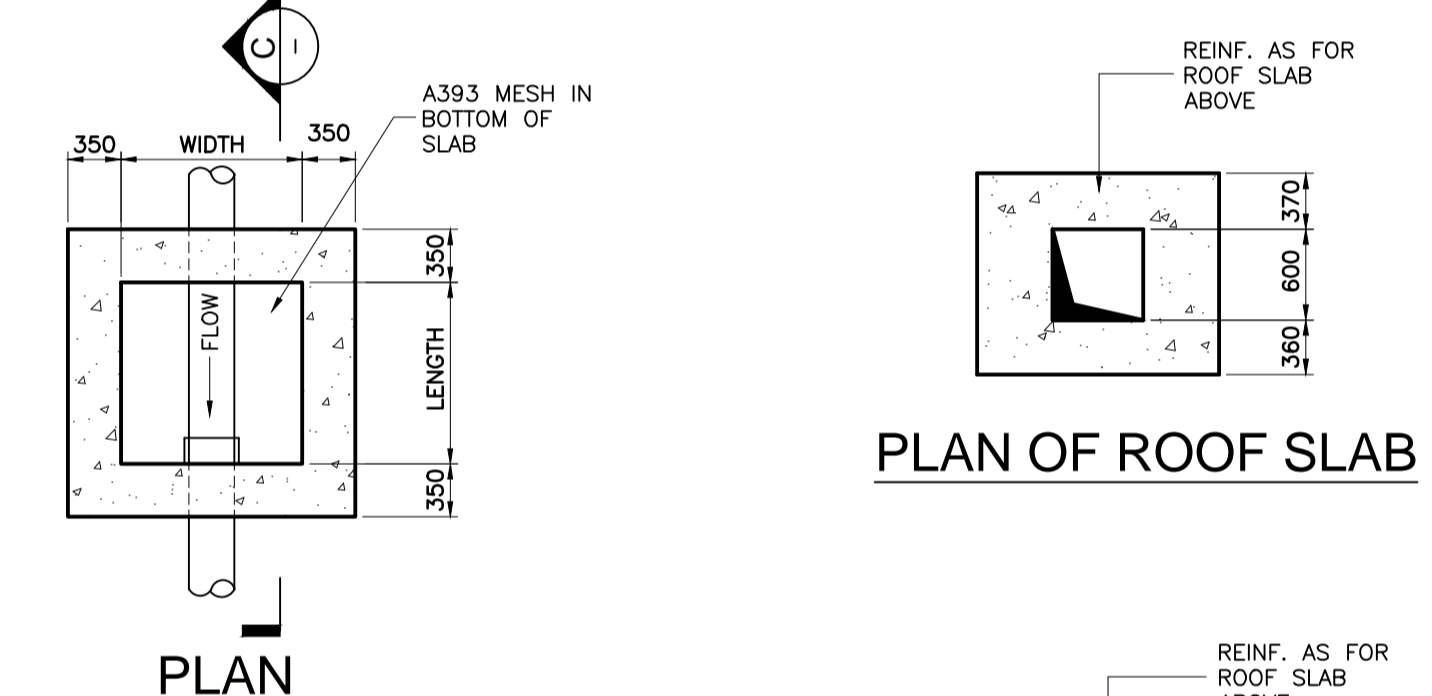 C
–
A393 MESH IN
BOTTOM OF
SLAB
350
WIDTH
350
350
LENGTH
350
FLOW
PLAN
REINF. AS FOR
ROOF SLAB
ABOVE
370
600
360
PLAN OF ROOF SLAB
REINF. AS FOR
ROOF SLAB
ABOVE